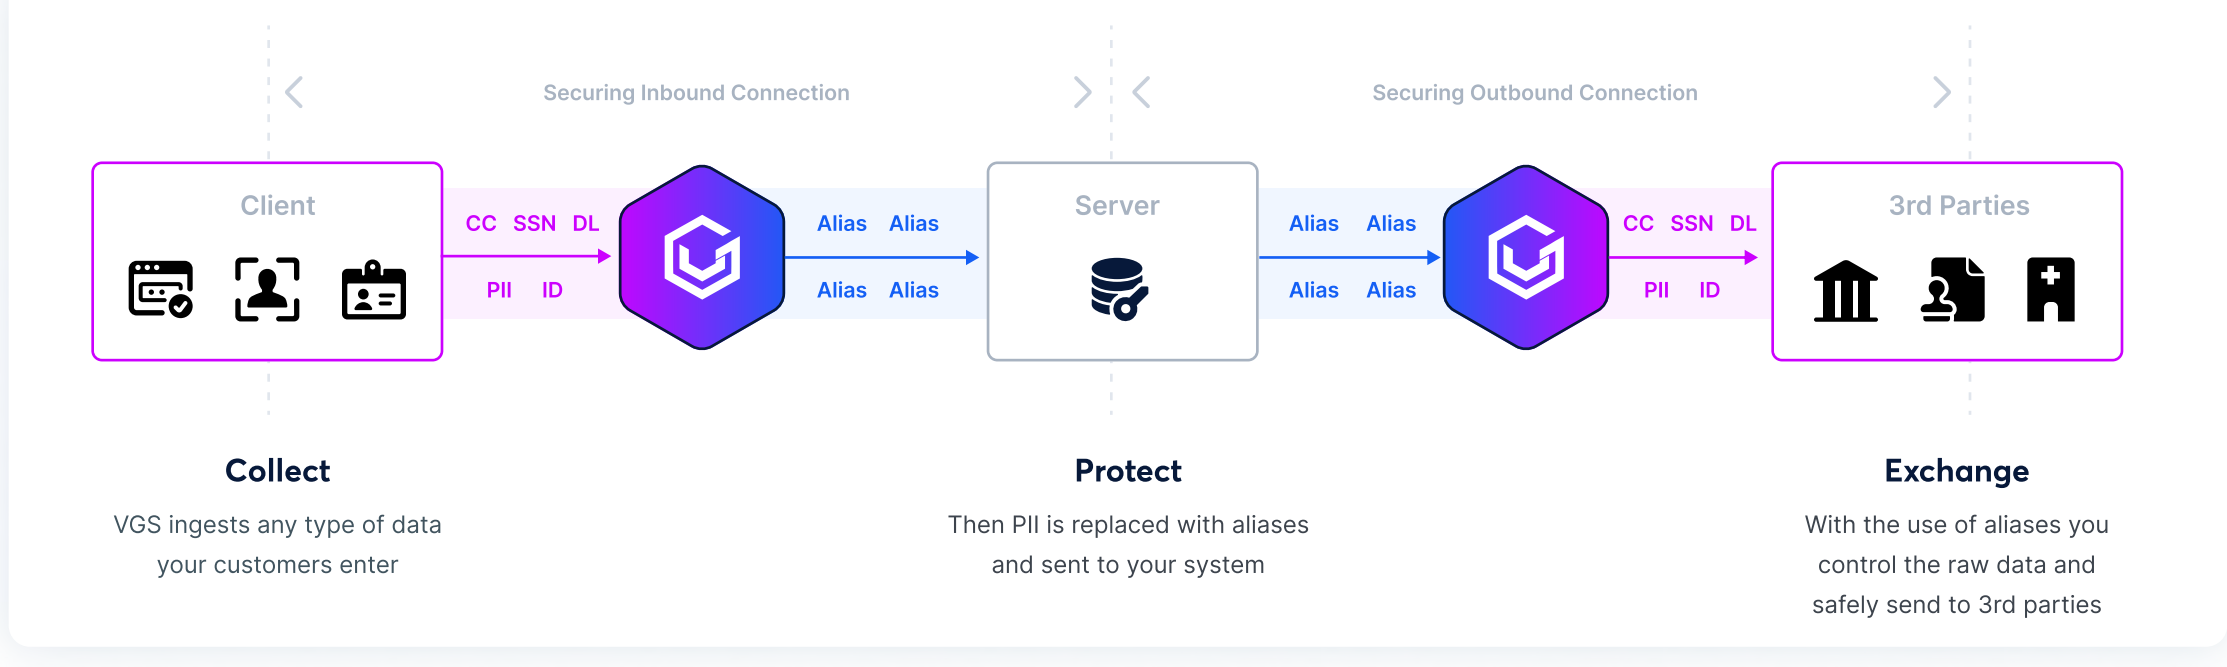 Securing Inbound Connection
Securing Outbound Connection
Client
CC SSN DL
PII ID
Alias Alias
Alias Alias
Server
Alias Alias
Alias Alias
CC SSN DL
PII ID
3rd Parties
Collect
VGS ingests any type of data
your customers enter
Protect
Then PII is replaced with aliases
and sent to your system
Exchange
With the use of aliases you
control the raw data and
safely send to 3rd parties